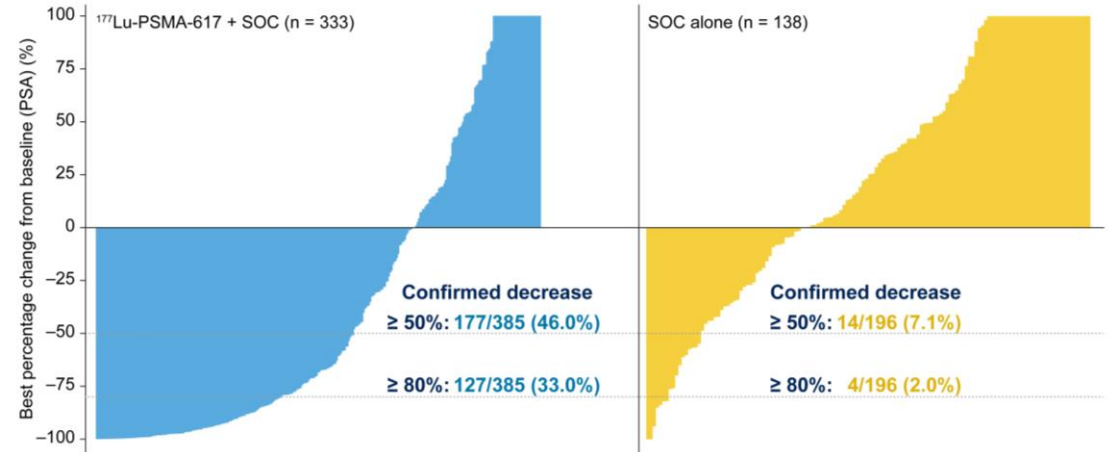 Best percentage change from baseline (PSA) (%)
100
75
50
25
0
–25
–50
–75
–100
¹⁷⁷Lu-PSMA-617 + SOC (n = 333)
Confirmed decrease
≥ 50%: 177/385 (46.0%)
≥ 80%: 127/385 (33.0%)
SOC alone (n = 138)
Confirmed decrease
≥ 50%: 14/196 (7.1%)
≥ 80%: 4/196 (2.0%)